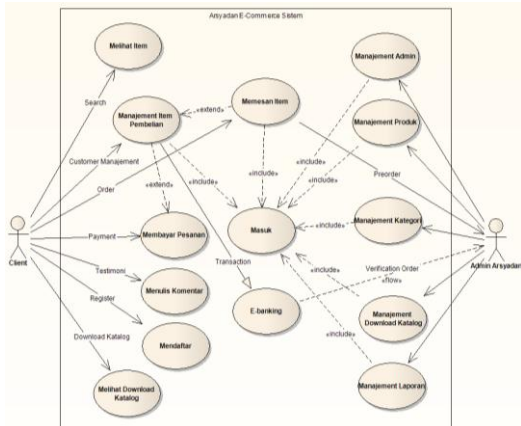 Arsyadan E-Commerca Sistem
Melihat Item
Manajement Admin
Search
Manajement Item
Pembelian
«extend»
Memesan Item
Manajement Produk
Customer Manajement
«include»
«include»
Order
«extend»
«include»
«include»
Preorder
Payment
Membayar Pesanan
Masuk
«include»
Manajement Kategori
Client
Testimoni
Transaction
Verification Order
Admin Arsyadan
Menulis Komentar
«include»
«flow»
Register
E-banking
Manajement
Download Katalog
Mendaftar
«include»
Download Katalog
Melihat Download
Katalog
Manajement Laporan